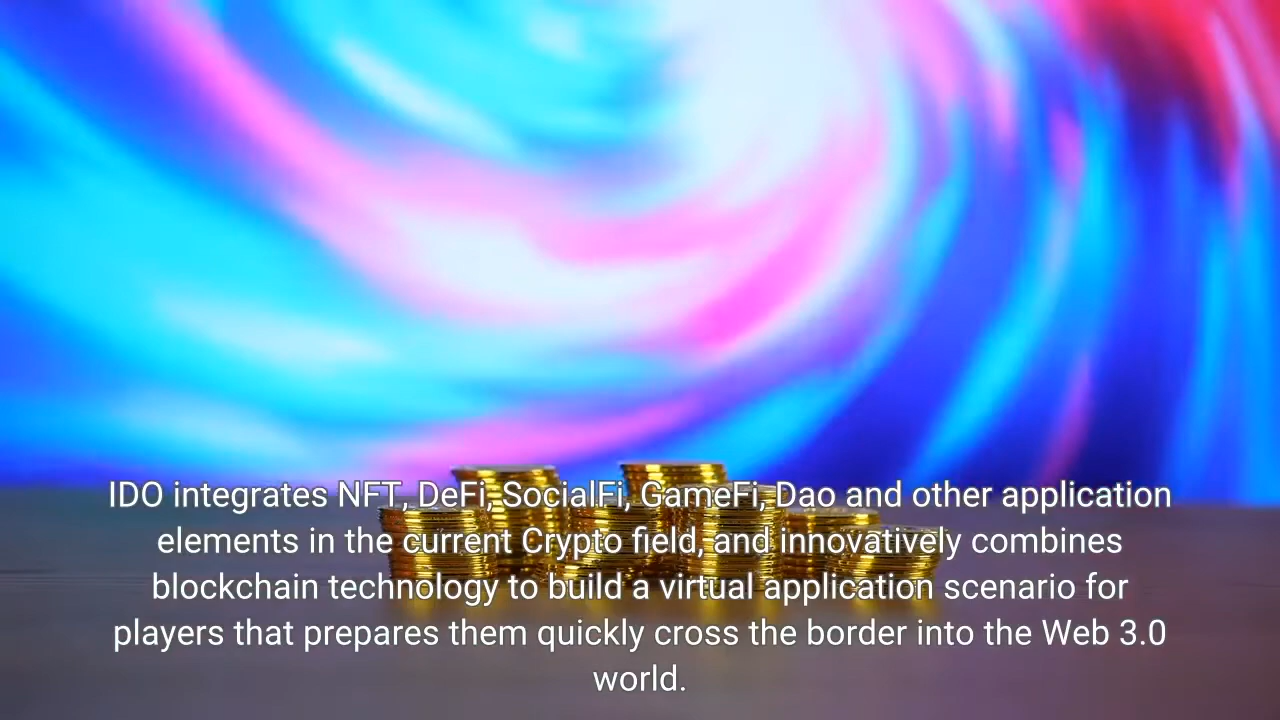 IDO integrates NFT, DeFi, SocialFi, GameFi, Dao and other application
elements in the current Crypto field, and innovatively combines
blockchain technology to build a virtual application scenario for
players that prepares them quickly cross the border into the Web 3.0
world.